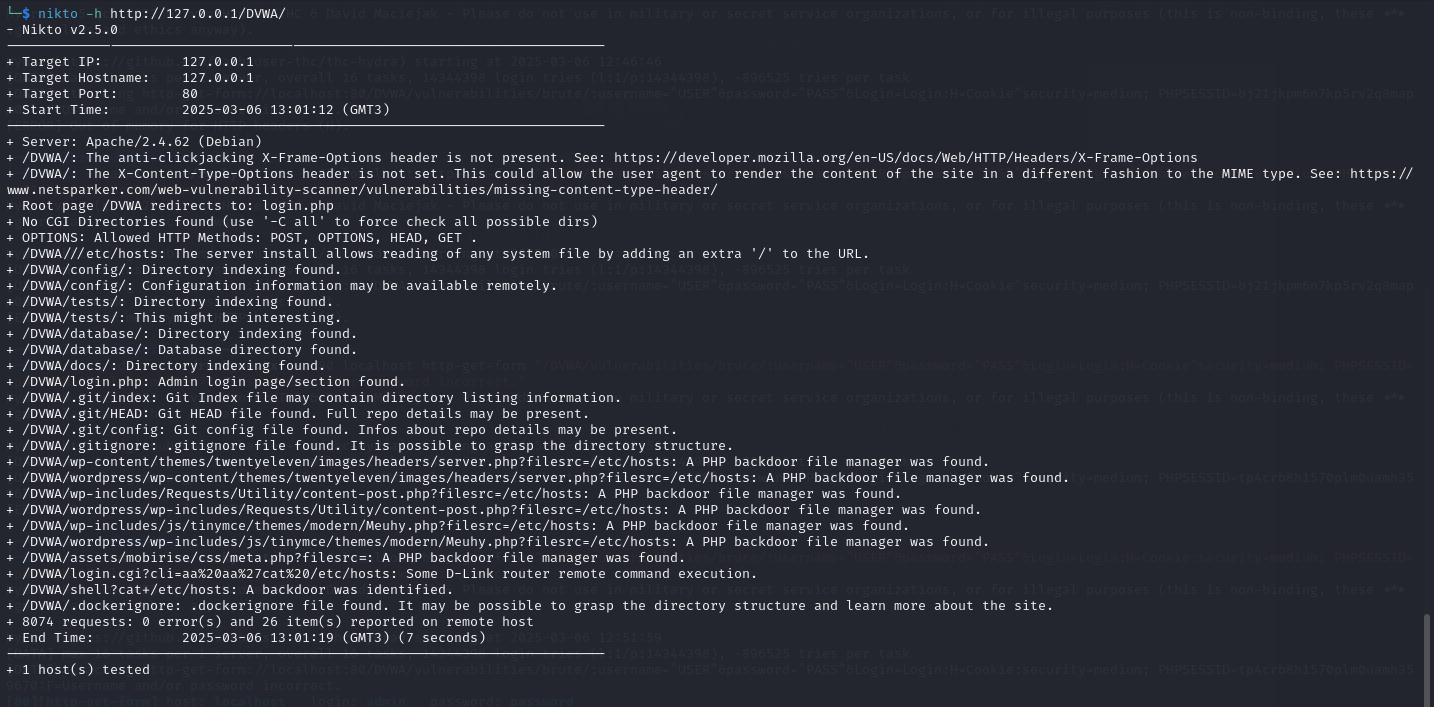 └─$ nikto -h http://127.0.0.1/DVWA/
- Nikto v2.5.0
---------------------------------------------------------------------------
+ Target IP:          127.0.0.1
+ Target Hostname:    127.0.0.1
+ Target Port:        80
+ Start Time:         2025-03-06 13:01:12 (GMT3)
---------------------------------------------------------------------------
+ Server: Apache/2.4.62 (Debian)
+ /DVWA/: The anti-clickjacking X-Frame-Options header is not present. See: https://developer.mozilla.org/en-US/docs/Web/HTTP/Headers/X-Frame-Options
+ /DVWA/: The X-Content-Type-Options header is not set. This could allow the user agent to render the content of the site in a different fashion to the MIME type. See: https://
www.netsparker.com/web-vulnerability-scanner/vulnerabilities/missing-content-type-header/
+ Root page /DVWA redirects to: login.php
+ No CGI Directories found (use '-C all' to force check all possible dirs)
+ OPTIONS: Allowed HTTP Methods: POST, OPTIONS, HEAD, GET .
+ /DVWA///etc/hosts: The server install allows reading of any system file by adding an extra '/' to the URL.
+ /DVWA/config/: Directory indexing found.
+ /DVWA/config/: Configuration information may be available remotely.
+ /DVWA/tests/: Directory indexing found.
+ /DVWA/tests/: This might be interesting.
+ /DVWA/database/: Directory indexing found.
+ /DVWA/database/: Database directory found.
+ /DVWA/docs/: Directory indexing found.
+ /DVWA/login.php: Admin login page/section found.
+ /DVWA/.git/index: Git Index file may contain directory listing information.
+ /DVWA/.git/HEAD: Git HEAD file found. Full repo details may be present.
+ /DVWA/.git/config: Git config file found. Infos about repo details may be present.
+ /DVWA/.gitignore: .gitignore file found. It is possible to grasp the directory structure.
+ /DVWA/wp-content/themes/twentyeleven/images/headers/server.php?filesrc=/etc/hosts: A PHP backdoor file manager was found.
+ /DVWA/wordpress/wp-content/themes/twentyeleven/images/headers/server.php?filesrc=/etc/hosts: A PHP backdoor file manager was found.
+ /DVWA/wp-includes/Requests/Utility/content-post.php?filesrc=/etc/hosts: A PHP backdoor file manager was found.
+ /DVWA/wordpress/wp-includes/Requests/Utility/content-post.php?filesrc=/etc/hosts: A PHP backdoor file manager was found.
+ /DVWA/wp-includes/js/tinymce/themes/modern/Meuhy.php?filesrc=/etc/hosts: A PHP backdoor file manager was found.
+ /DVWA/wordpress/wp-includes/js/tinymce/themes/modern/Meuhy.php?filesrc=/etc/hosts: A PHP backdoor file manager was found.
+ /DVWA/assets/mobirise/css/meta.php?filesrc=: A PHP backdoor file manager was found.
+ /DVWA/login.cgi?cli=aa%20aa%27cat%20/etc/hosts: Some D-Link router remote command execution.
+ /DVWA/shell?cat+/etc/hosts: A backdoor was identified.
+ /DVWA/.dockerignore: .dockerignore file found. It may be possible to grasp the directory structure and learn more about the site.
+ 8074 requests: 0 error(s) and 26 item(s) reported on remote host
+ End Time:           2025-03-06 13:01:19 (GMT3) (7 seconds)
---------------------------------------------------------------------------
+ 1 host(s) tested